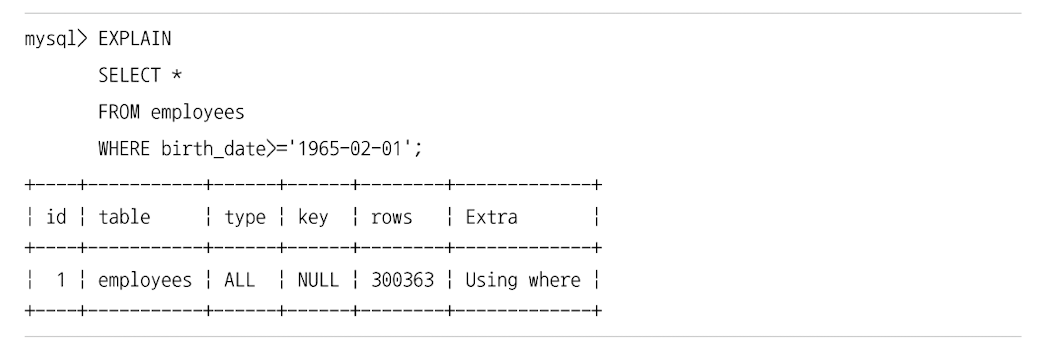 mysql> EXPLAIN
       SELECT *
       FROM employees
       WHERE birth_date>='1965-02-01';
+----+-----------+------+------+--------+-------------+
¦ id ¦ table     ¦ type ¦ key  ¦ rows   ¦ Extra       ¦
+----+-----------+------+------+--------+-------------+
¦  1 ¦ employees ¦ ALL  ¦ NULL ¦ 300363 ¦ Using where ¦
+----+-----------+------+------+--------+-------------+